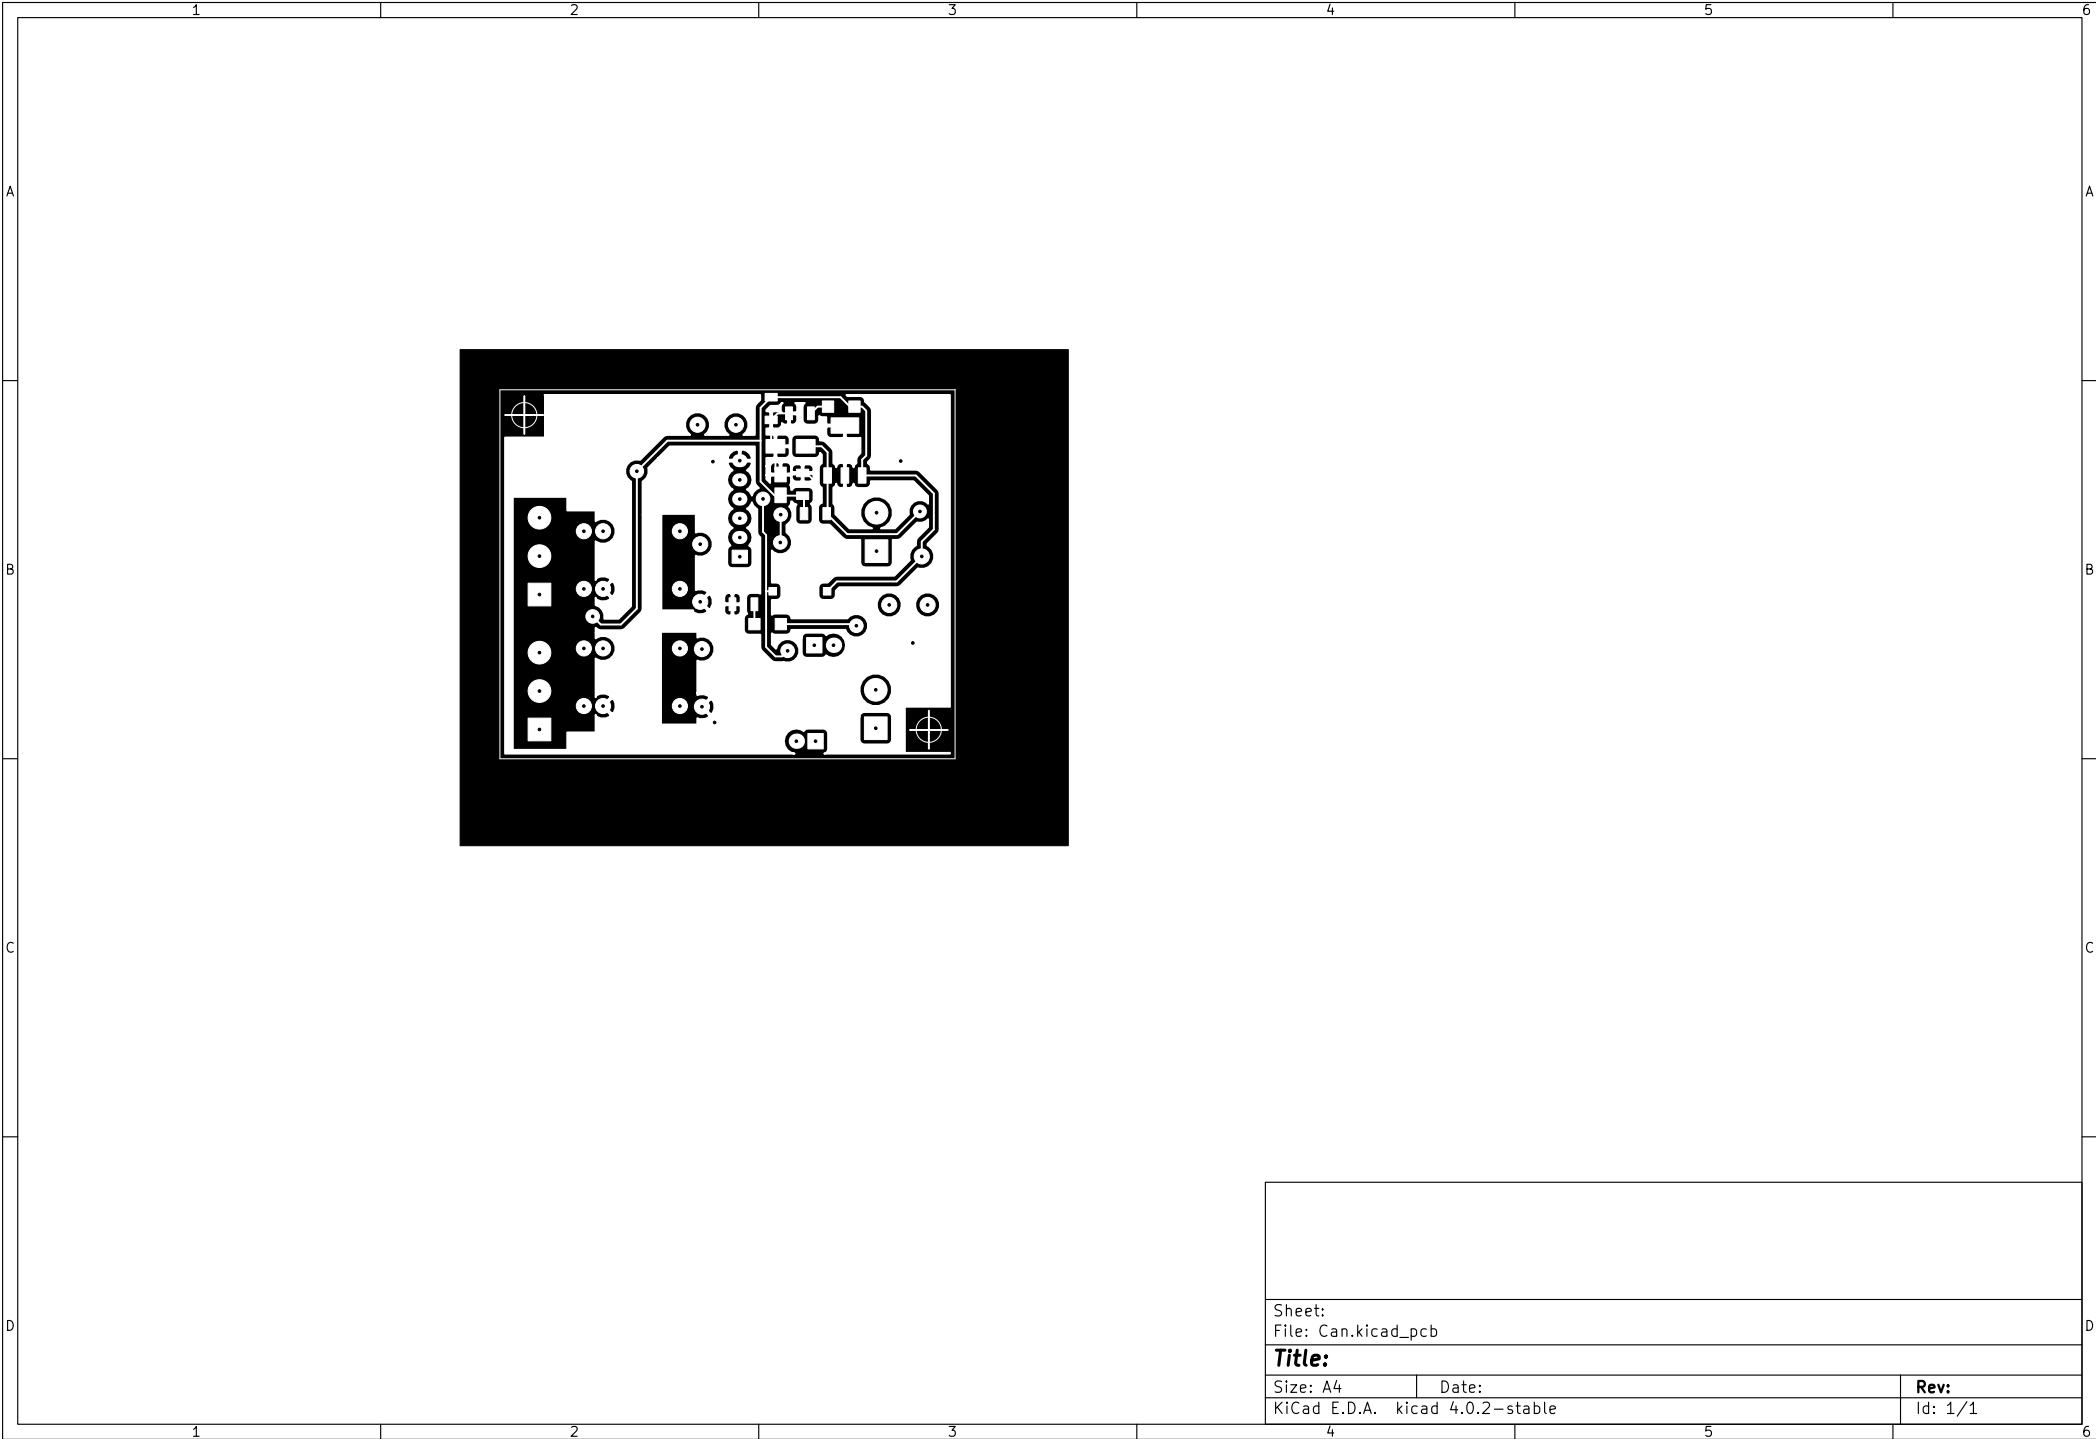 1 2 3 4 5 6
A A
B B
C C
D D
Sheet:
File: Can.kicad_pcb
Title:
Size: A4 Date: Rev:
KiCad E.D.A. kicad 4.0.2-stable Id: 1/1
1 2 3 4 5 6